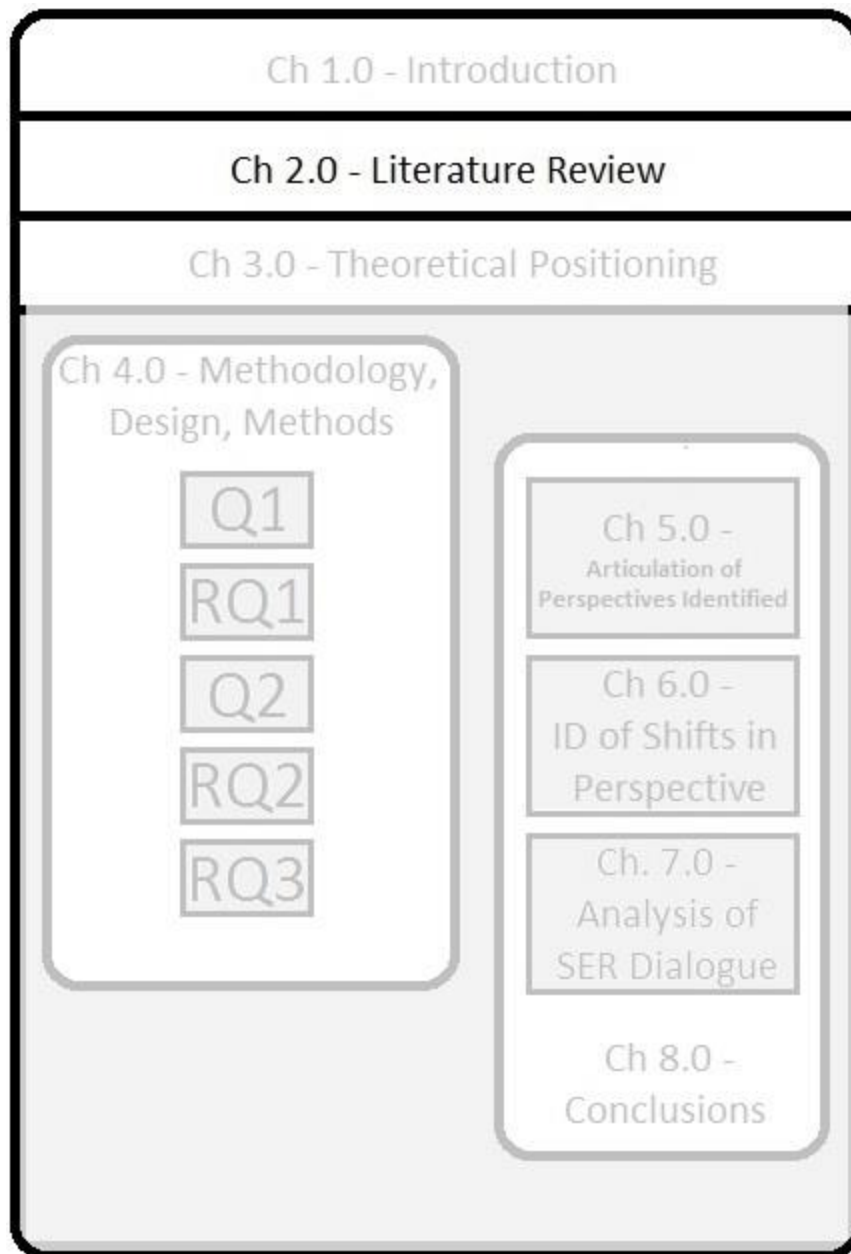 Ch 1.0 - Introduction
Ch 2.0 - Literature Review
Ch 3.0 - Theoretical Positioning
Ch 4.0 - Methodology,
Design, Methods
Q1
RQ1
Q2
RQ2
RQ3
Ch 5.0 -
Articulation of
Perspectives Identified
Ch 6.0 -
ID of Shifts in
Perspective
Ch. 7.0 -
Analysis of
SER Dialogue
Ch 8.0 -
Conclusions